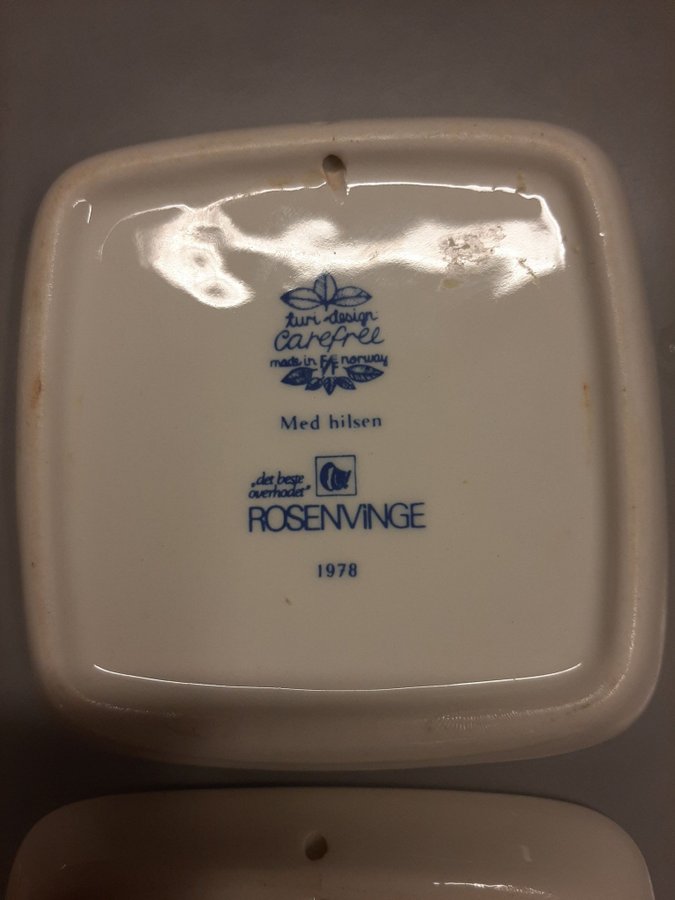 turi-design
carefree
made in F/F norway
Med hilsen
„det beste
overhodet"
ROSENVINGE
1978